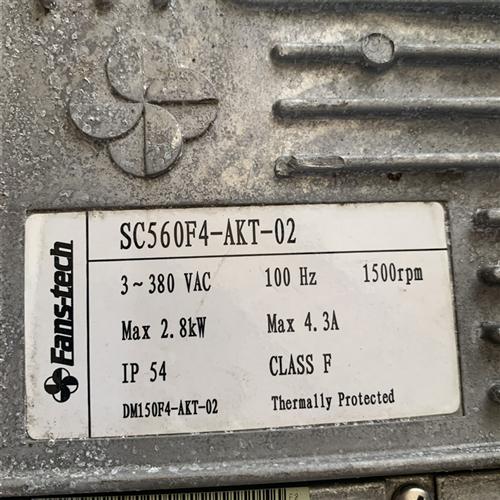 Fans-tech
SC560F4-AKT-02
3~380 VAC 100 Hz 1500rpm
Max 2.8kW Max 4.3A
IP 54 CLASS F
DM150F4-AKT-02 Thermally Protected